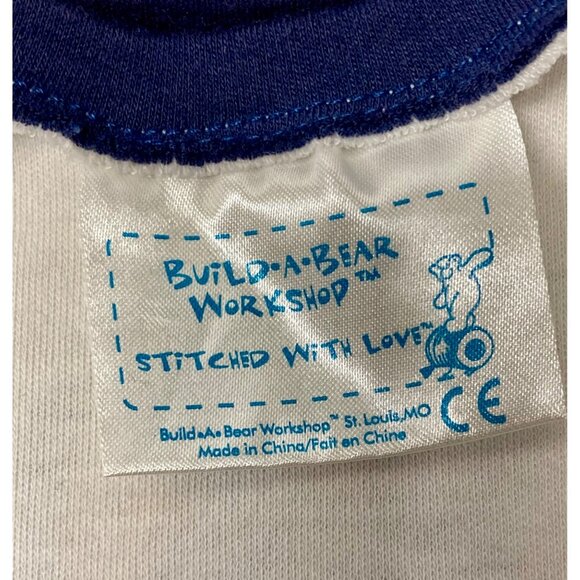 BUILD•A•BEAR
WORKSHOP™
STITCHED WITH LOVE™
Build•A•Bear Workshop™ St. Louis, MO
Made in China/Fait en Chine
CE